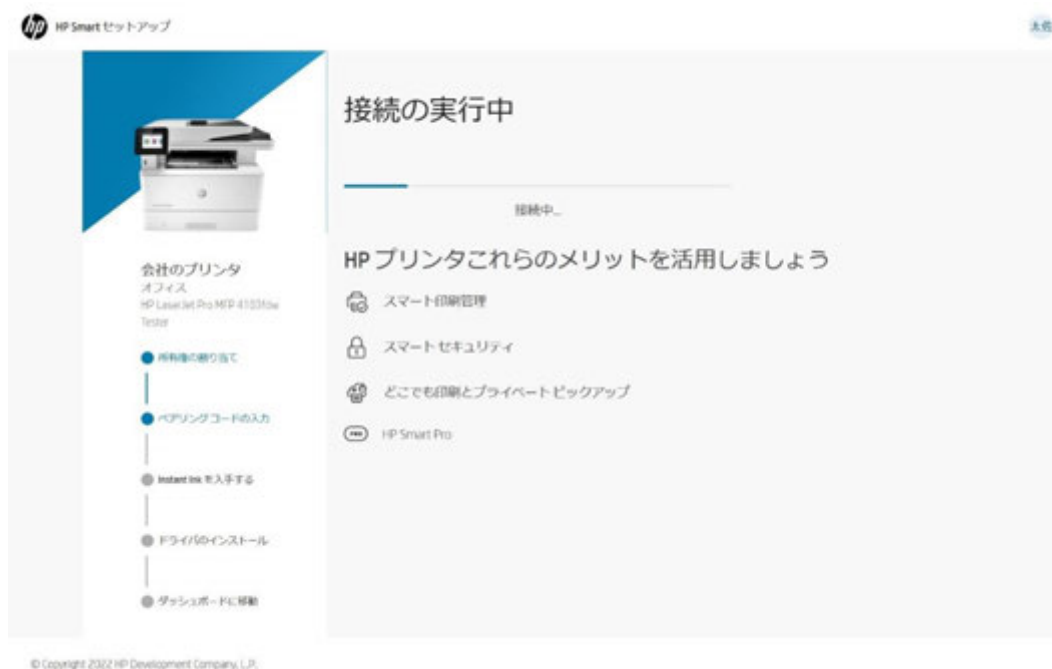 hp HP Smart セットアップ
太佐
接続の実行中
接続中...
HP プリンタこれらのメリットを活用しましょう
スマート印刷管理
スマート セキュリティ
どこでも印刷とプライベート ピックアップ
PRO HP Smart Pro
会社のプリンタ
オフィス
HP LaserJet Pro MFP 4103fdw
Tester
所有権の割り当て
ペアリング コードの入力
Instant Ink を入手する
ドライバのインストール
ダッシュボードに移動
© Copyright 2022 HP Development Company, L.P.